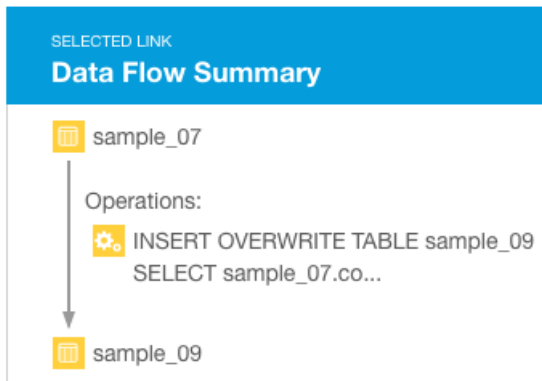 SELECTED LINK
Data Flow Summary
sample_07
Operations:
INSERT OVERWRITE TABLE sample_09
SELECT sample_07.co...
sample_09